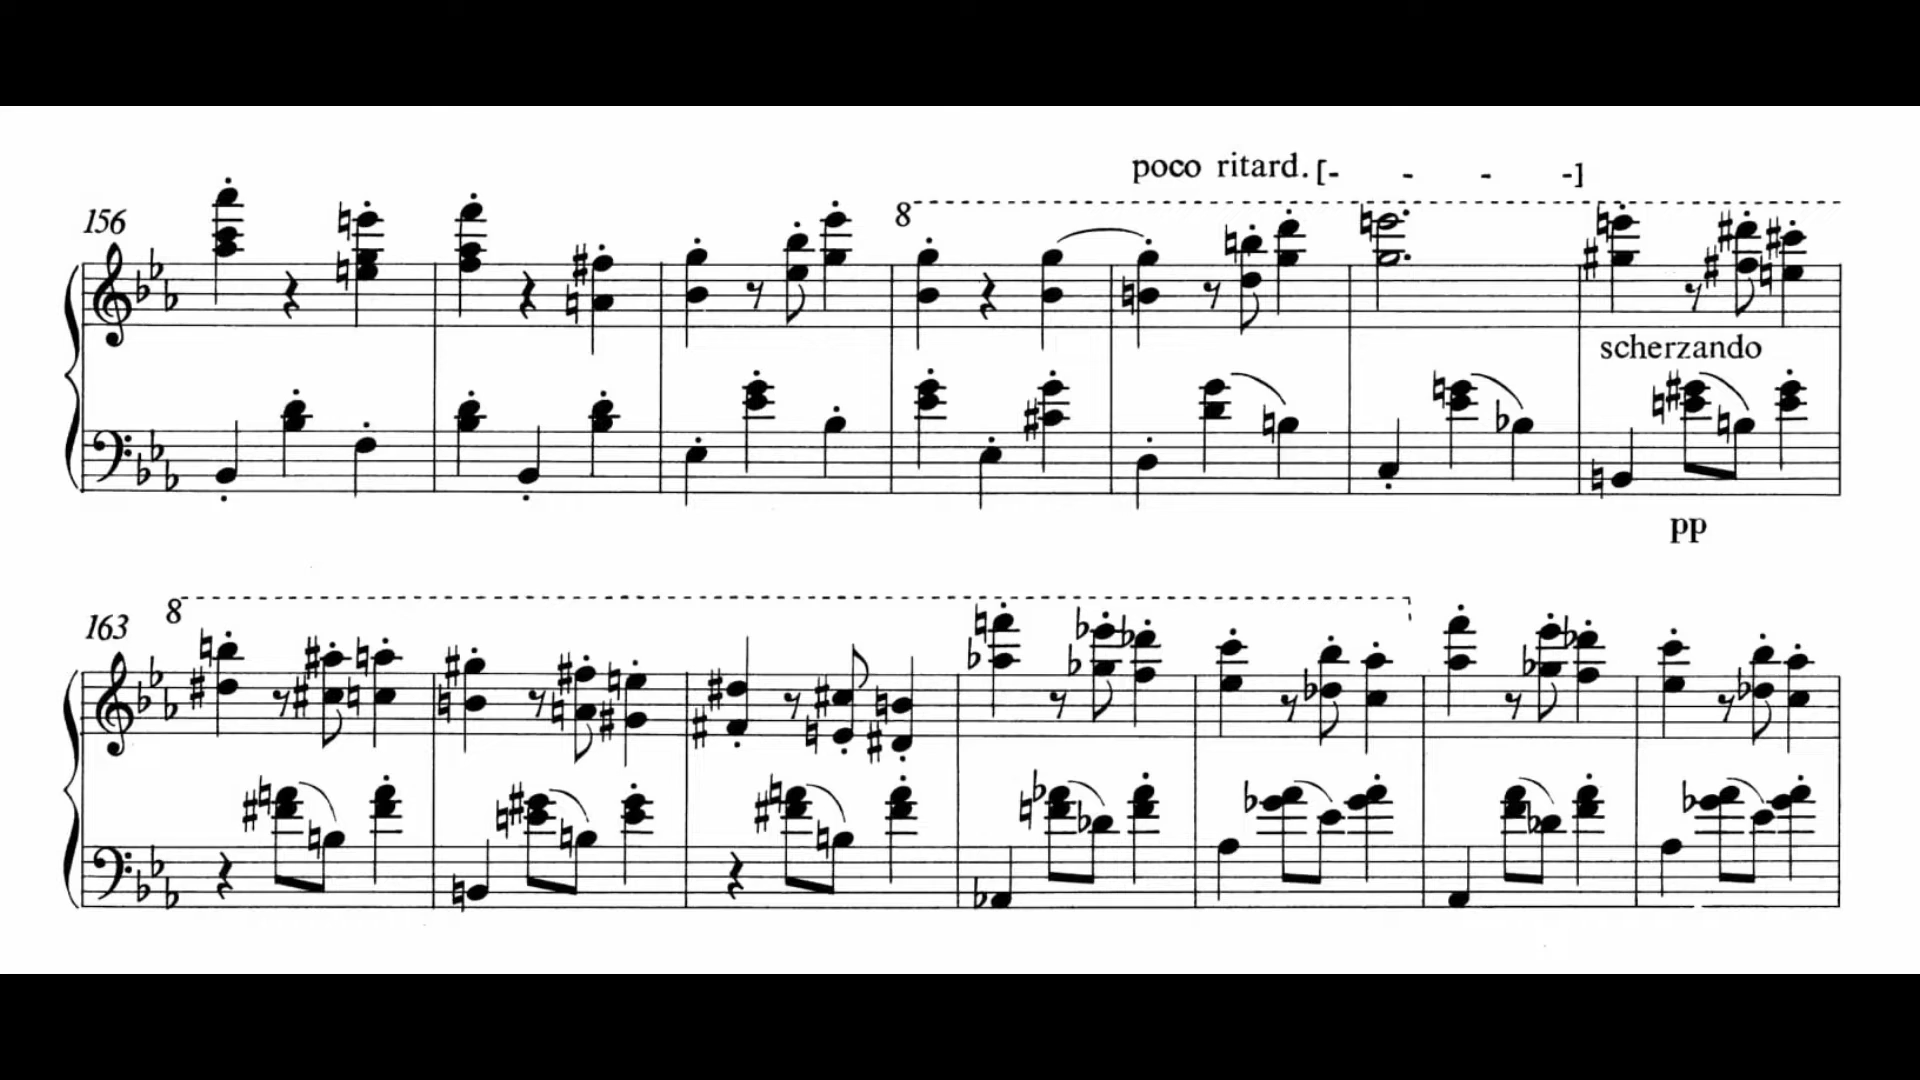 poco ritard. [- - - -]
156
8
scherzando
pp
163
8